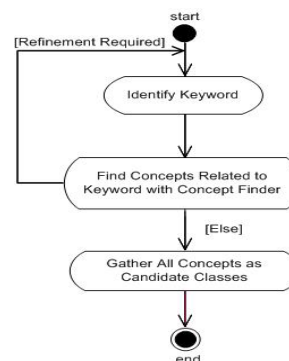 start
[Refinement Required]
Identify Keyword
Find Concepts Related to
Keyword with Concept Finder
[Else]
Gather All Concepts as
Candidate Classes
end